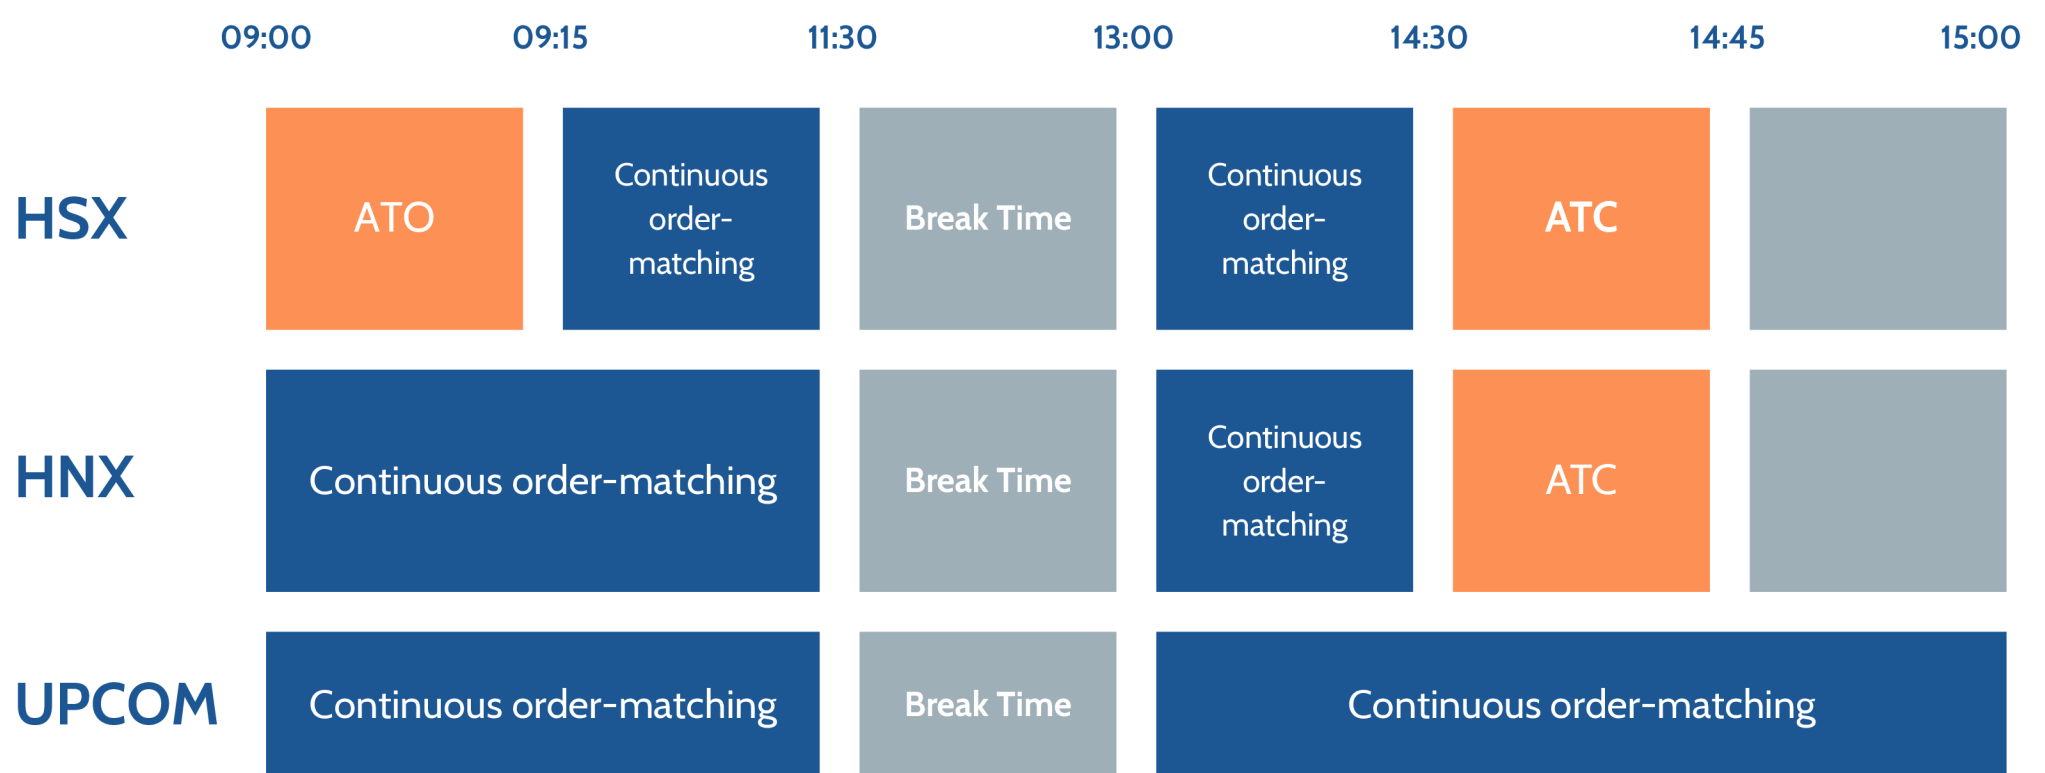 09:00 09:15 11:30 13:00 14:30 14:45 15:00
HSX
ATO
Continuous
order-
matching
Break Time
Continuous
order-
matching
ATC
HNX
Continuous order-matching
Break Time
Continuous
order-
matching
ATC
UPCOM
Continuous order-matching
Break Time
Continuous order-matching